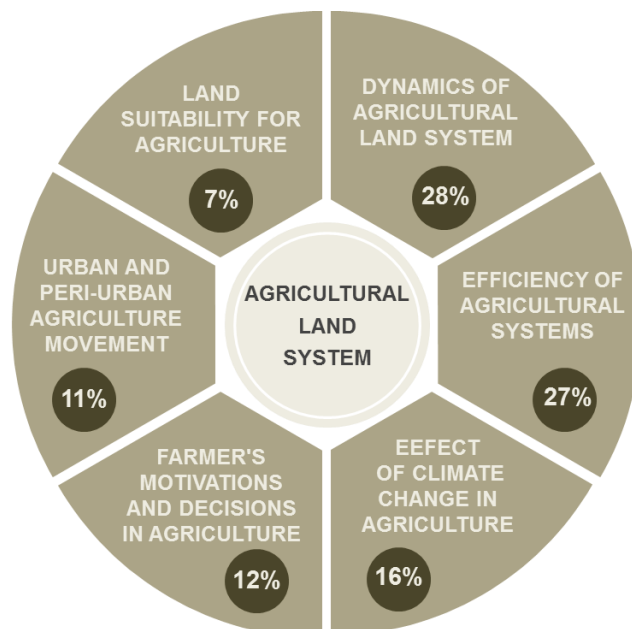 LAND
SUITABILITY FOR
AGRICULTURE
7%
DYNAMICS OF
AGRICULTURAL
LAND SYSTEM
28%
URBAN AND
PERI-URBAN
AGRICULTURE
MOVEMENT
11%
AGRICULTURAL
LAND
SYSTEM
EFFICIENCY OF
AGRICULTURAL
SYSTEMS
27%
FARMER'S
MOTIVATIONS
AND DECISIONS
IN AGRICULTURE
12%
EEFECT
OF CLIMATE
CHANGE IN
AGRICULTURE
16%